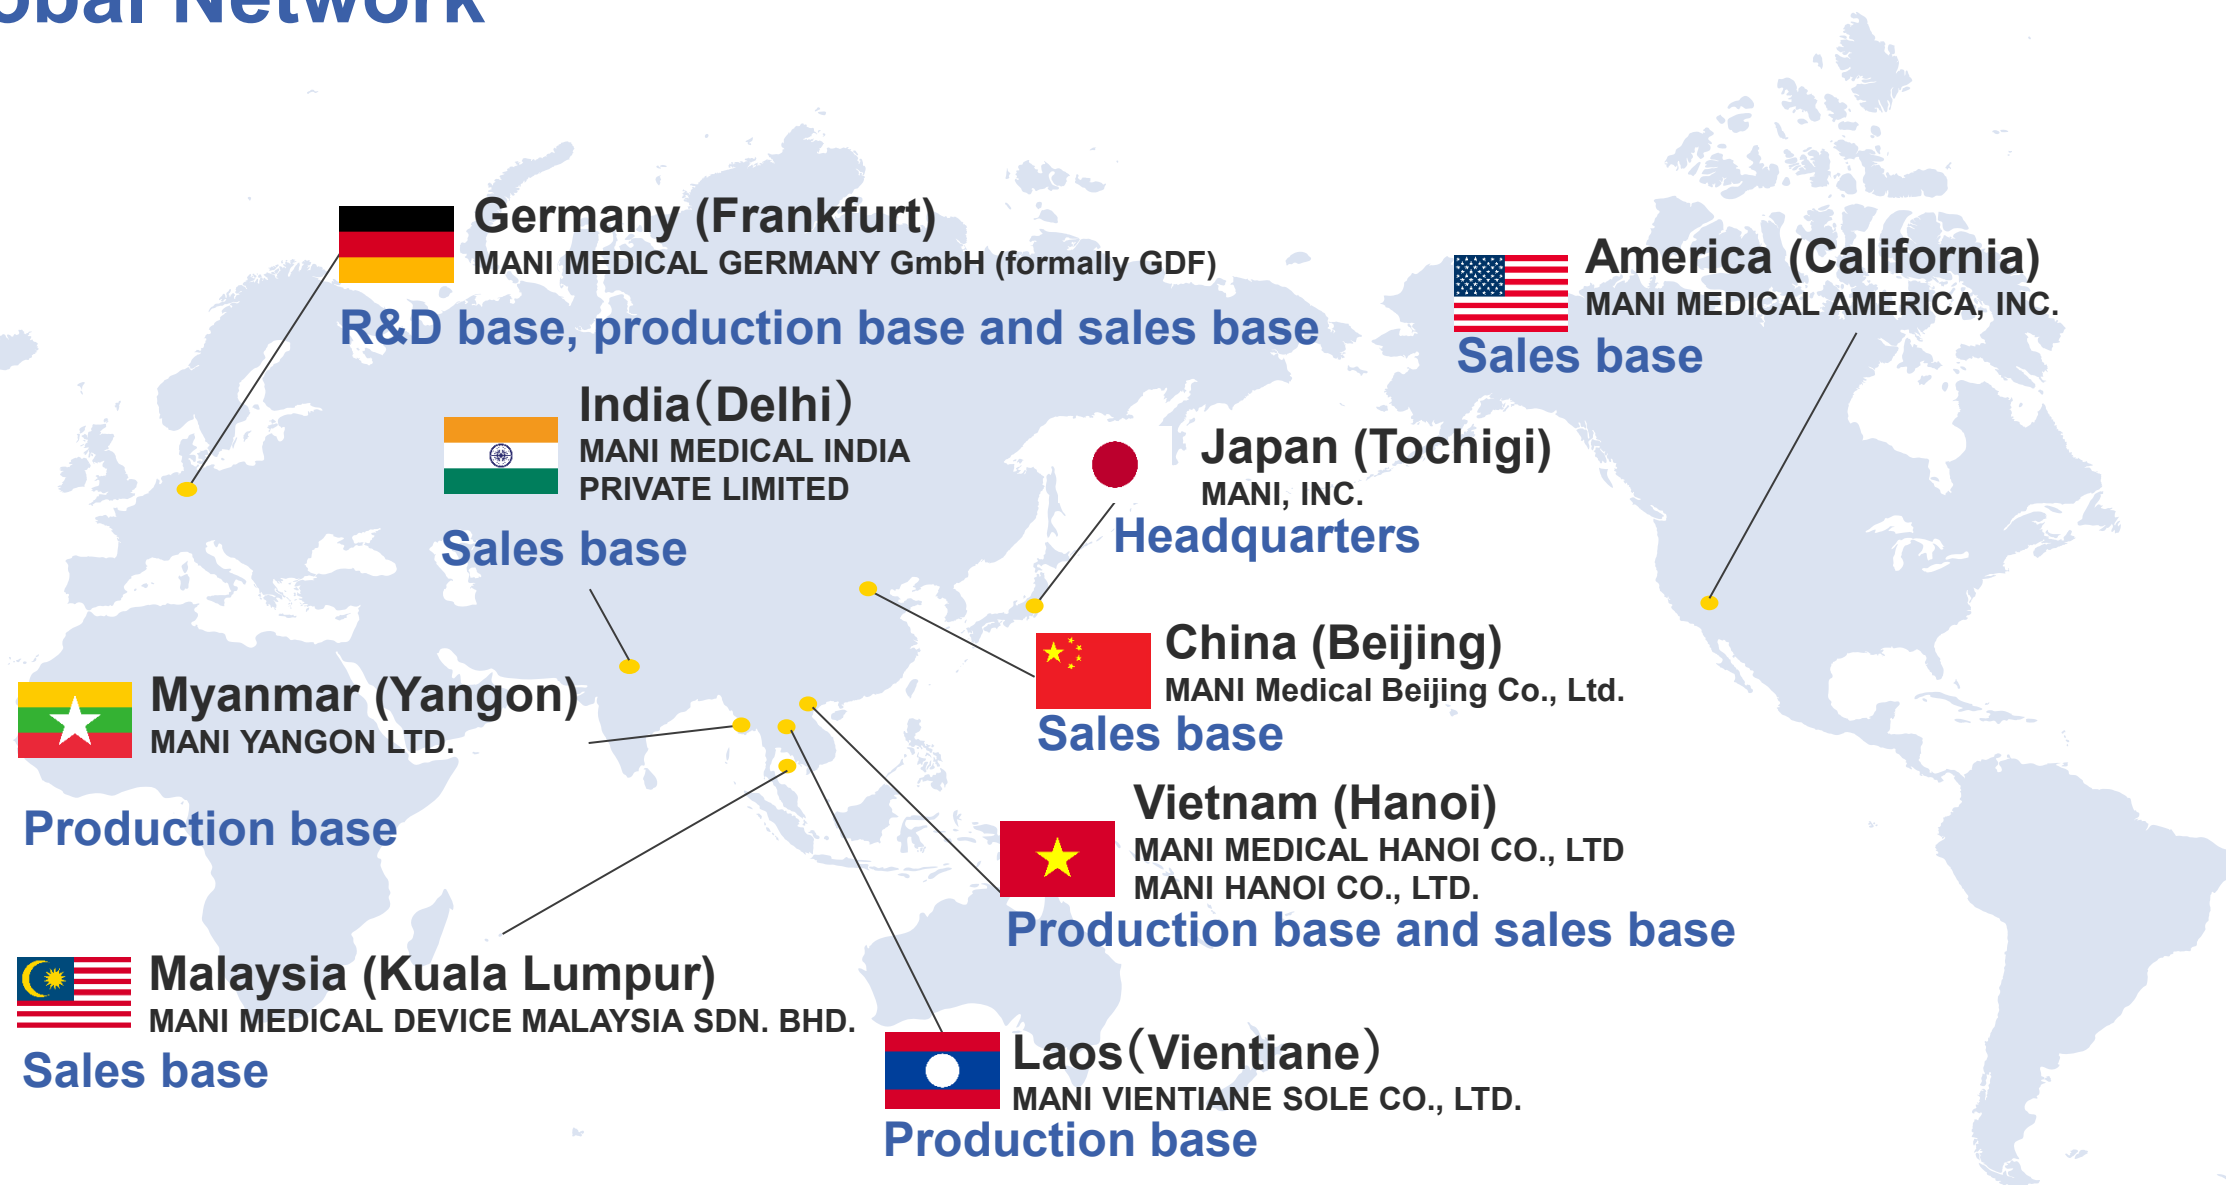 Network
Germany (Frankfurt)
MANI MEDICAL GERMANY GmbH (formally GDF)
R&D base, production base and sales base
America (California)
MANI MEDICAL AMERICA, INC.
Sales base
India（Delhi）
MANI MEDICAL INDIA
PRIVATE LIMITED
Sales base
Japan (Tochigi)
MANI, INC.
Headquarters
China (Beijing)
MANI Medical Beijing Co., Ltd.
Sales base
Myanmar (Yangon)
MANI YANGON LTD.
Production base
Vietnam (Hanoi)
MANI MEDICAL HANOI CO., LTD
MANI HANOI CO., LTD.
Production base and sales base
Malaysia (Kuala Lumpur)
MANI MEDICAL DEVICE MALAYSIA SDN. BHD.
Sales base
Laos（Vientiane）
MANI VIENTIANE SOLE CO., LTD.
Production base